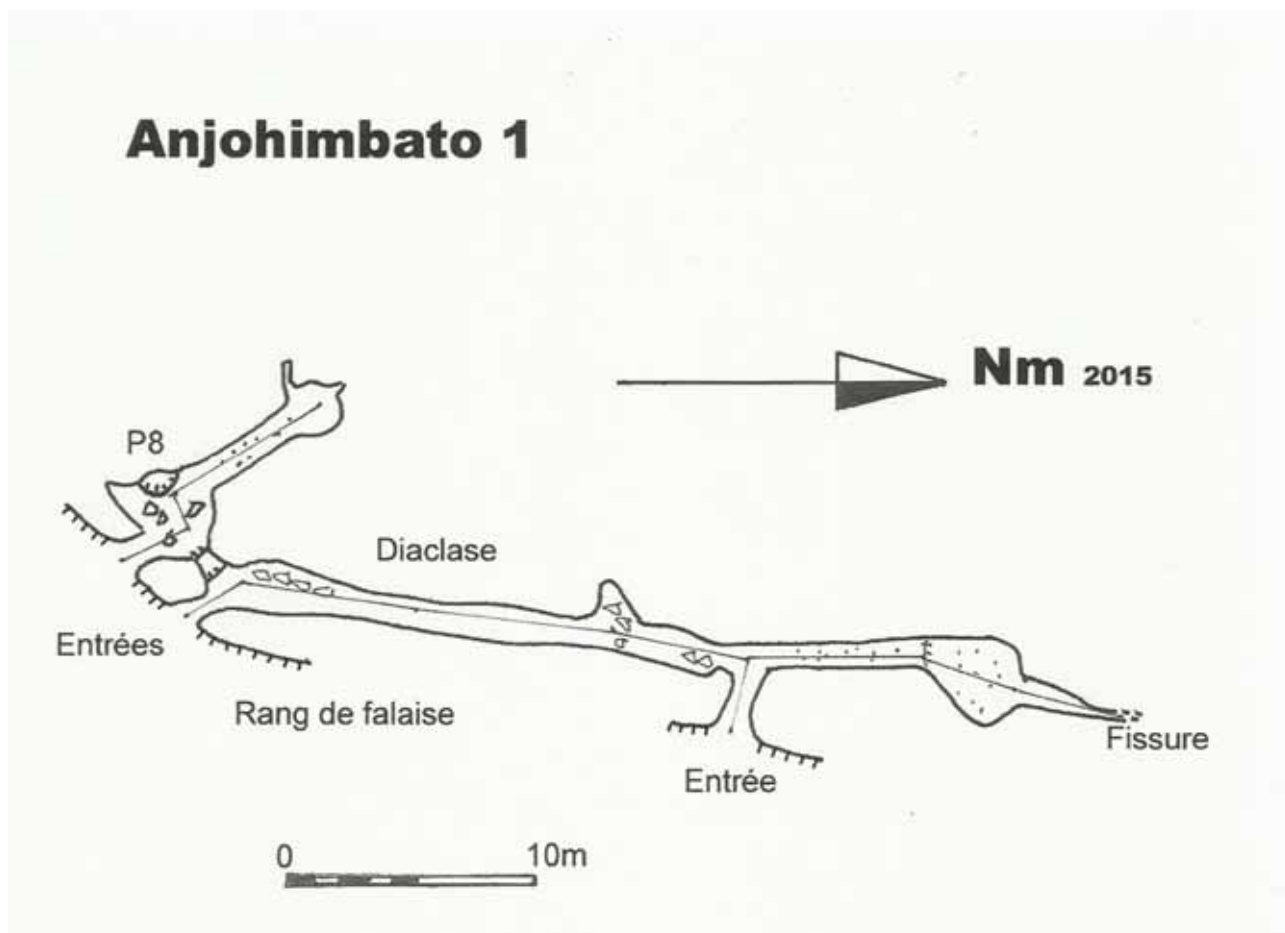 Anjohimbato 1
Nm 2015
P8
Diaclase
Entrées
Rang de falaise
Fissure
Entrée
0 10m